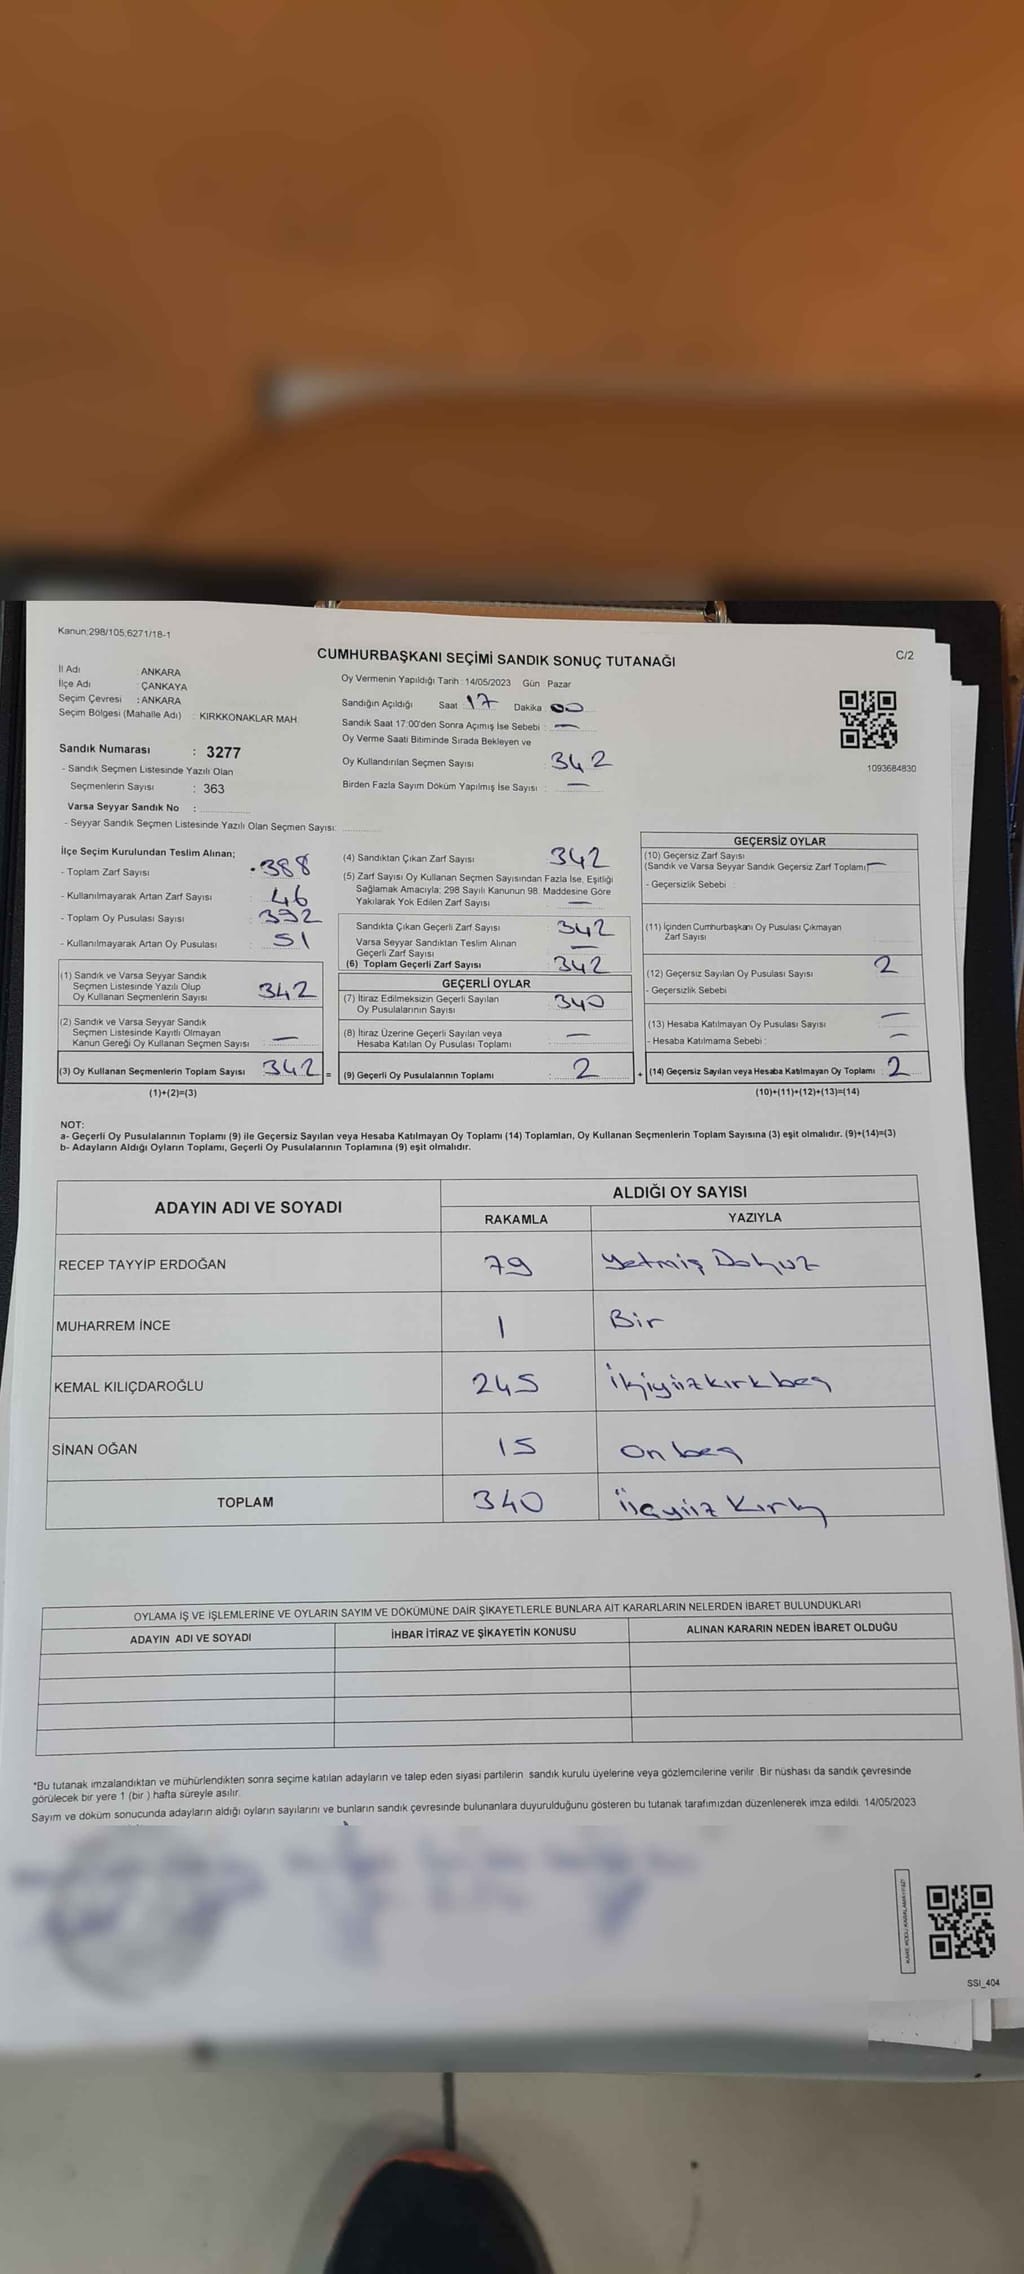 Kanun;298/105,6271/18-1
CUMHURBAŞKANI SEÇİMİ SANDIK SONUÇ TUTANAĞI
C/2
İl Adı : ANKARA
İlçe Adı : ÇANKAYA
Seçim Çevresi : ANKARA
Seçim Bölgesi (Mahalle Adı) : KIRKKONAKLAR MAH.
Sandık Numarası : 3277
- Sandık Seçmen Listesinde Yazılı Olan
Seçmenlerin Sayısı : 363
Varsa Seyyar Sandık No :
- Seyyar Sandık Seçmen Listesinde Yazılı Olan Seçmen Sayısı:
Oy Vermenin Yapıldığı Tarih : 14/05/2023 Gün : Pazar
Sandığın Açıldığı Saat : 17 Dakika : 00
Sandık Saat 17:00'den Sonra Açımış İse Sebebi : —
Oy Verme Saati Bitiminde Sırada Bekleyen ve
Oy Kullandırılan Seçmen Sayısı : 342
Birden Fazla Sayım Döküm Yapılmış İse Sayısı : —
1093684830
İlçe Seçim Kurulundan Teslim Alınan;
- Toplam Zarf Sayısı : 388
- Kullanılmayarak Artan Zarf Sayısı : 46
- Toplam Oy Pusulası Sayısı : 392
- Kullanılmayarak Artan Oy Pusulası : 51
(1) Sandık ve Varsa Seyyar Sandık
Seçmen Listesinde Yazılı Olup
Oy Kullanan Seçmenlerin Sayısı : 342
(2) Sandık ve Varsa Seyyar Sandık
Seçmen Listesinde Kayıtlı Olmayan
Kanun Gereği Oy Kullanan Seçmen Sayısı : —
(3) Oy Kullanan Seçmenlerin Toplam Sayısı : 342 =
(1)+(2)=(3)
(4) Sandıktan Çıkan Zarf Sayısı : 342
(5) Zarf Sayısı Oy Kullanan Seçmen Sayısından Fazla İse, Eşitliği
Sağlamak Amacıyla; 298 Sayılı Kanunun 98. Maddesine Göre
Yakılarak Yok Edilen Zarf Sayısı : —
Sandıkta Çıkan Geçerli Zarf Sayısı : 342
Varsa Seyyar Sandıktan Teslim Alınan
Geçerli Zarf Sayısı : —
(6) Toplam Geçerli Zarf Sayısı : 342
GEÇERLİ OYLAR
(7) İtiraz Edilmeksizin Geçerli Sayılan
Oy Pusulalarının Sayısı : 340
(8) İtiraz Üzerine Geçerli Sayılan veya
Hesaba Katılan Oy Pusulası Toplamı : —
(9) Geçerli Oy Pusulalarının Toplamı : 2 +
GEÇERSİZ OYLAR
(10) Geçersiz Zarf Sayısı
(Sandık ve Varsa Seyyar Sandık Geçersiz Zarf Toplamı) —
- Geçersizlik Sebebi :
(11) İçinden Cumhurbaşkanı Oy Pusulası Çıkmayan
Zarf Sayısı
(12) Geçersiz Sayılan Oy Pusulası Sayısı : 2
- Geçersizlik Sebebi :
(13) Hesaba Katılmayan Oy Pusulası Sayısı : —
- Hesaba Katılmama Sebebi : —
(14) Geçersiz Sayılan veya Hesaba Katılmayan Oy Toplamı : 2
(10)+(11)+(12)+(13)=(14)
NOT:
a- Geçerli Oy Pusulalarının Toplamı (9) ile Geçersiz Sayılan veya Hesaba Katılmayan Oy Toplamı (14) Toplamları, Oy Kullanan Seçmenlerin Toplam Sayısına (3) eşit olmalıdır. (9)+(14)=(3)
b- Adayların Aldığı Oyların Toplamı, Geçerli Oy Pusulalarının Toplamına (9) eşit olmalıdır.
ADAYIN ADI VE SOYADI ALDIĞI OY SAYISI
RAKAMLA YAZIYLA
RECEP TAYYİP ERDOĞAN 79 Yetmiş Dokuz
MUHARREM İNCE 1 Bir
KEMAL KILIÇDAROĞLU 245 İkiyüzkırkbeş
SİNAN OĞAN 15 On beş
TOPLAM 340 üçyüz Kırk
OYLAMA İŞ VE İŞLEMLERİNE VE OYLARIN SAYIM VE DÖKÜMÜNE DAİR ŞİKAYETLERLE BUNLARA AİT KARARLARIN NELERDEN İBARET BULUNDUKLARI
ADAYIN ADI VE SOYADI İHBAR İTİRAZ VE ŞİKAYETİN KONUSU ALINAN KARARIN NEDEN İBARET OLDUĞU
*Bu tutanak imzalandıktan ve mühürlendikten sonra seçime katılan adayların ve talep eden siyasi partilerin sandık kurulu üyelerine veya gözlemcilerine verilir. Bir nüshası da sandık çevresinde
görülecek bir yere 1 (bir ) hafta süreyle asılır.
Sayım ve döküm sonucunda adayların aldığı oyların sayılarını ve bunların sandık çevresinde bulunanlara duyurulduğunu gösteren bu tutanak tarafımızdan düzenlenerek imza edildi. 14/05/2023
SSI_404